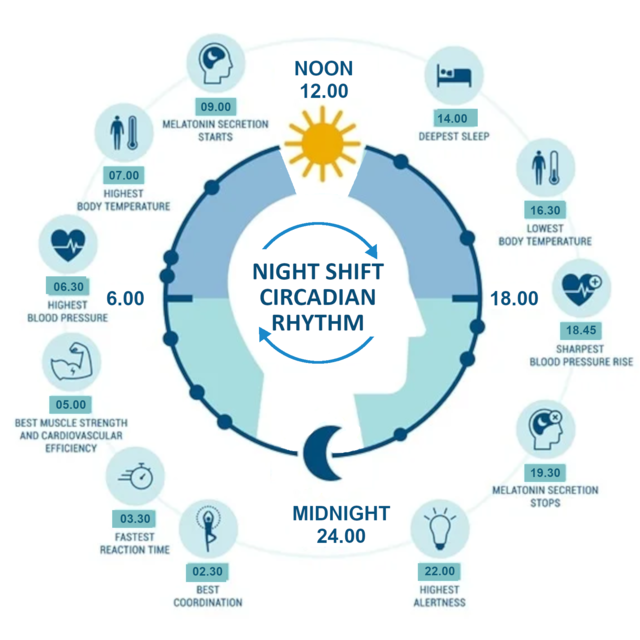 NOON
12.00
14.00
DEEPEST SLEEP
16.30
LOWEST
BODY TEMPERATURE
18.00
18.45
SHARPEST
BLOOD PRESSURE RISE
19.30
MELATONIN SECRETION
STOPS
22.00
HIGHEST
ALERTNESS
MIDNIGHT
24.00
02.30
BEST
COORDINATION
03.30
FASTEST
REACTION TIME
05.00
BEST MUSCLE STRENGTH
AND CARDIOVASCULAR
EFFICIENCY
6.00
06.30
HIGHEST
BLOOD PRESSURE
07.00
HIGHEST
BODY TEMPERATURE
09.00
MELATONIN SECRETION
STARTS
NIGHT SHIFT
CIRCADIAN
RHYTHM